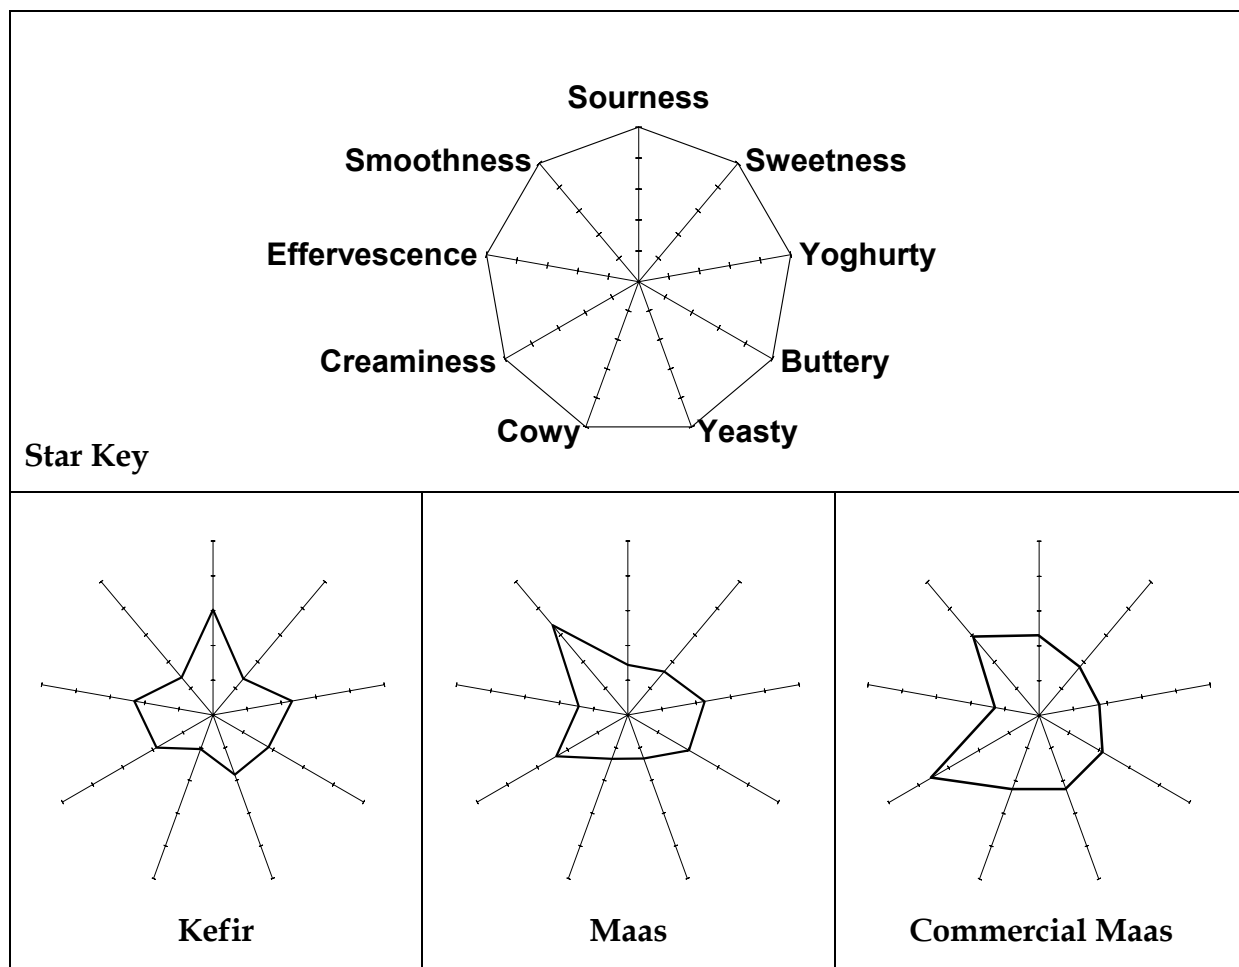 Sourness
Smoothness
Sweetness
Effervescence
Yoghurty
Creaminess
Buttery
Cowy
Yeasty
Star Key
Kefir
Maas
Commercial Maas